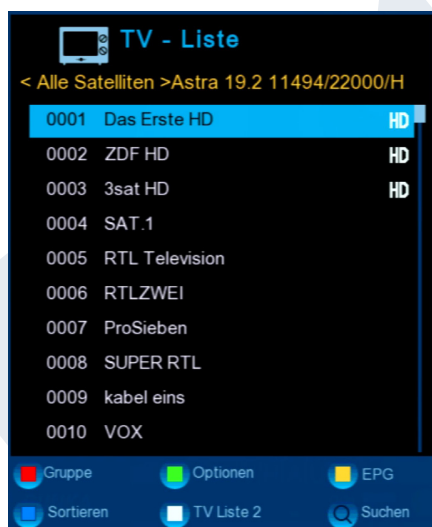 TV - Liste
< Alle Satelliten >Astra 19.2 11494/22000/H
0001 Das Erste HD HD
0002 ZDF HD HD
0003 3sat HD HD
0004 SAT.1
0005 RTL Television
0006 RTLZWEI
0007 ProSieben
0008 SUPER RTL
0009 kabel eins
0010 VOX
Gruppe Optionen EPG
Sortieren TV Liste 2 Suchen